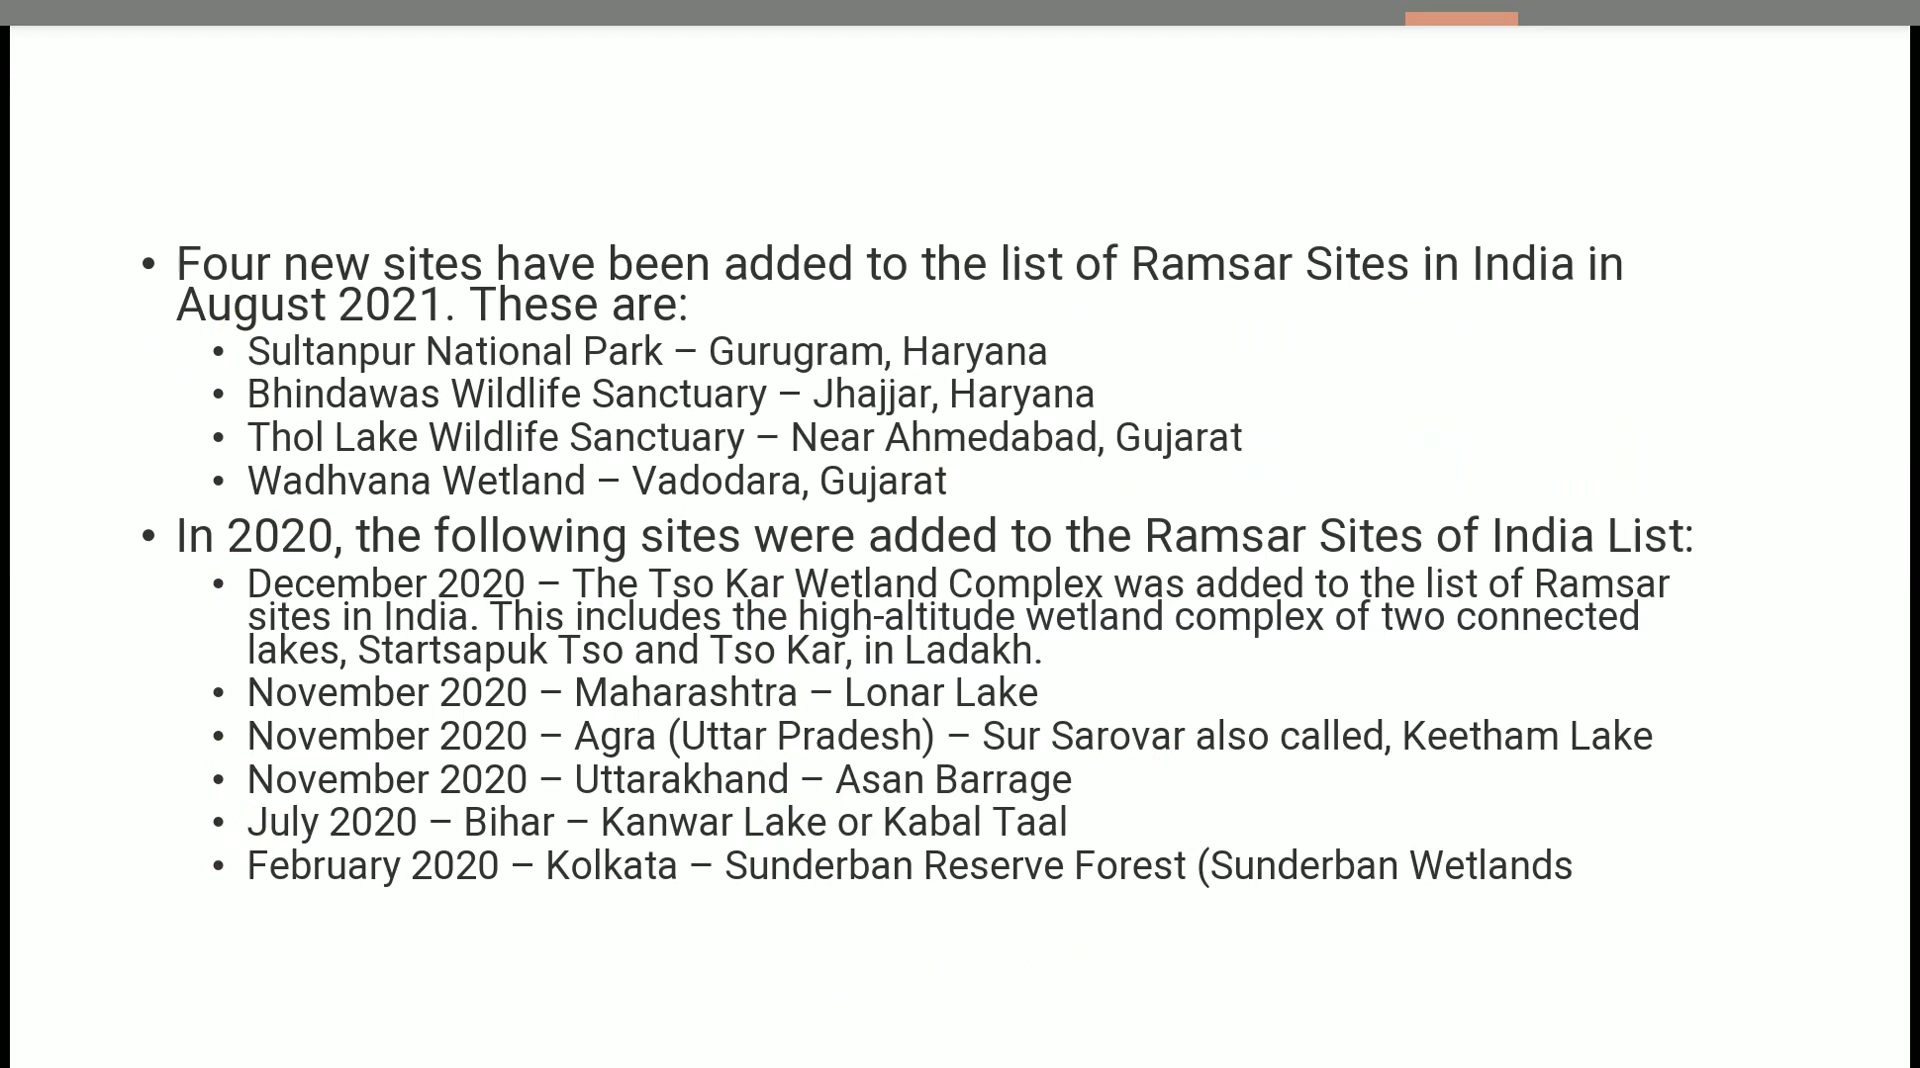 • Four new sites have been added to the list of Ramsar Sites in India in
August 2021. These are:
• Sultanpur National Park – Gurugram, Haryana
• Bhindawas Wildlife Sanctuary – Jhajjar, Haryana
• Thol Lake Wildlife Sanctuary – Near Ahmedabad, Gujarat
• Wadhvana Wetland – Vadodara, Gujarat
• In 2020, the following sites were added to the Ramsar Sites of India List:
• December 2020 – The Tso Kar Wetland Complex was added to the list of Ramsar
sites in India. This includes the high-altitude wetland complex of two connected
lakes, Startsapuk Tso and Tso Kar, in Ladakh.
• November 2020 – Maharashtra – Lonar Lake
• November 2020 – Agra (Uttar Pradesh) – Sur Sarovar also called, Keetham Lake
• November 2020 – Uttarakhand – Asan Barrage
• July 2020 – Bihar – Kanwar Lake or Kabal Taal
• February 2020 – Kolkata – Sunderban Reserve Forest (Sunderban Wetlands